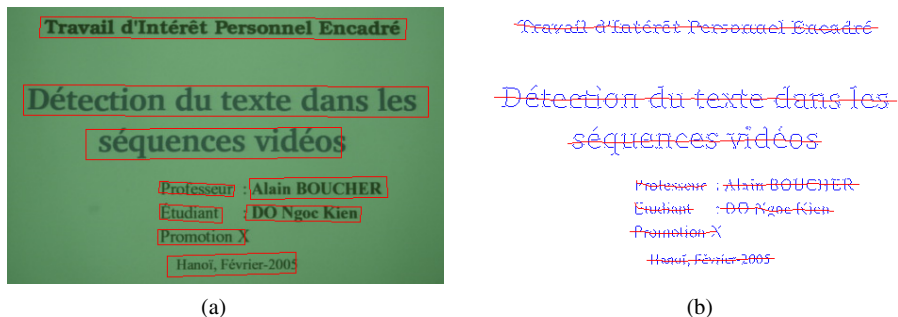 Travail d'Intérêt Personnel Encadré
Détection du texte dans les
séquences vidéos
Professeur : Alain BOUCHER
Étudiant : DO Ngoc Kien
Promotion X
Hanoï, Février-2005
(a)
Travail d'Intérêt Personnel Encadré
Détection du texte dans les
séquences vidéos
Professeur : Alain BOUCHER
Étudiant : DO Ngoc Kien
Promotion X
Hanoï, Février-2005
(b)